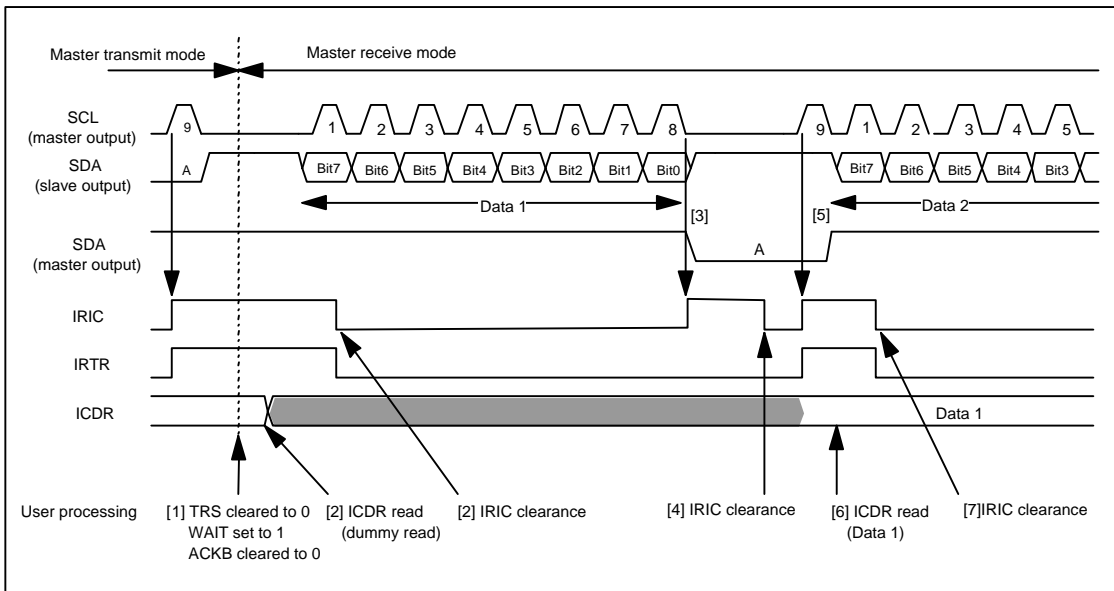 Master transmit mode
Master receive mode
SCL
(master output)
9
1
2
3
4
5
6
7
8
9
1
2
3
4
5
SDA
(slave output)
A
Bit7
Bit6
Bit5
Bit4
Bit3
Bit2
Bit1
Bit0
Bit7
Bit6
Bit5
Bit4
Bit3
Data 1
[3]
[5]
Data 2
SDA
(master output)
A
IRIC
IRTR
ICDR
Data 1
User processing
[1] TRS cleared to 0
WAIT set to 1
ACKB cleared to 0
[2] ICDR read
(dummy read)
[2] IRIC clearance
[4] IRIC clearance
[6] ICDR read
(Data 1)
[7]IRIC clearance